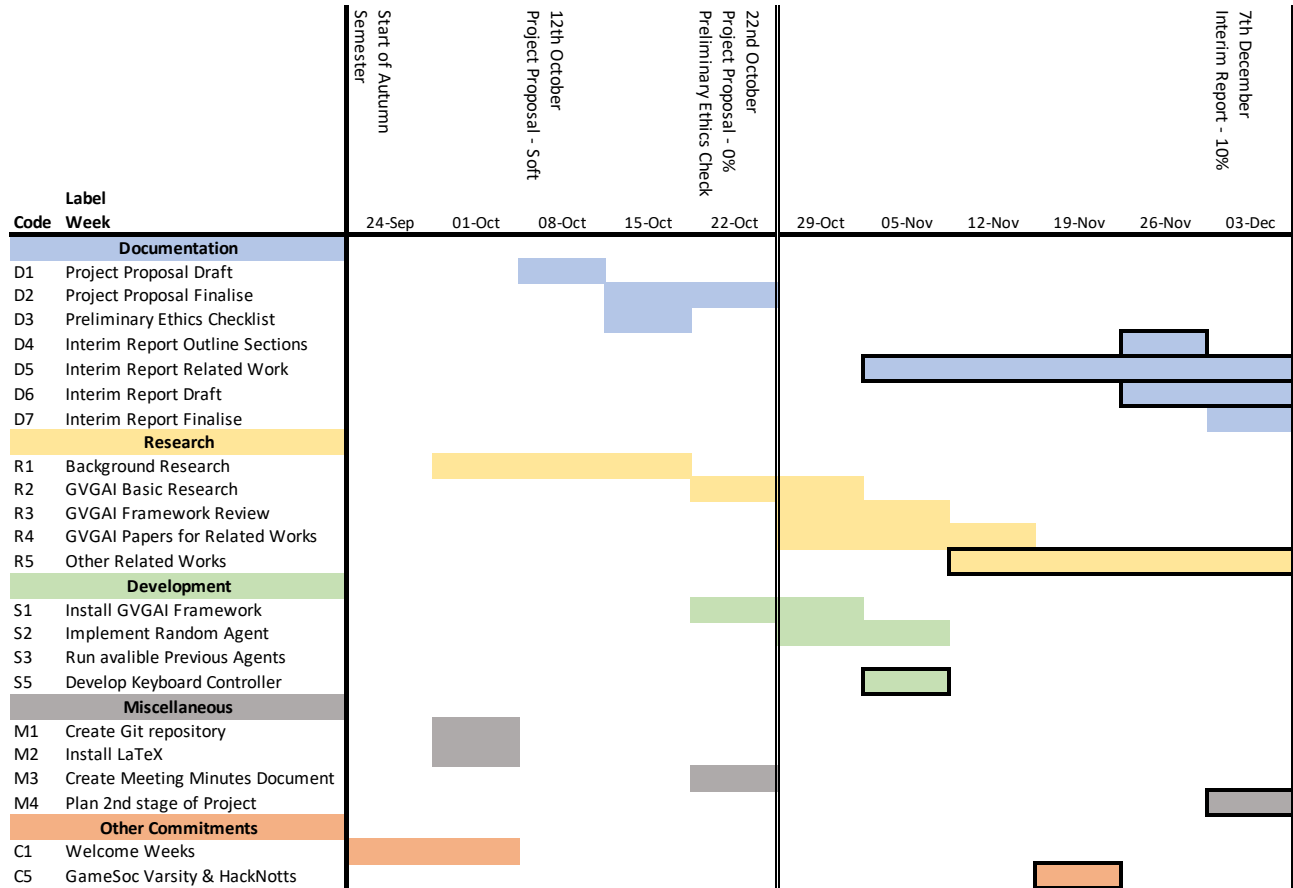 Start of Autumn
Semester
12th October
Project Proposal - Soft
22nd October
Project Proposal - 0%
Preliminary Ethics Check
7th December
Interim Report - 10%
Label
Code Week 24-Sep 01-Oct 08-Oct 15-Oct 22-Oct 29-Oct 05-Nov 12-Nov 19-Nov 26-Nov 03-Dec
Documentation
D1 Project Proposal Draft
D2 Project Proposal Finalise
D3 Preliminary Ethics Checklist
D4 Interim Report Outline Sections
D5 Interim Report Related Work
D6 Interim Report Draft
D7 Interim Report Finalise
Research
R1 Background Research
R2 GVGAI Basic Research
R3 GVGAI Framework Review
R4 GVGAI Papers for Related Works
R5 Other Related Works
Development
S1 Install GVGAI Framework
S2 Implement Random Agent
S3 Run avalible Previous Agents
S5 Develop Keyboard Controller
Miscellaneous
M1 Create Git repository
M2 Install LaTeX
M3 Create Meeting Minutes Document
M4 Plan 2nd stage of Project
Other Commitments
C1 Welcome Weeks
C5 GameSoc Varsity & HackNotts